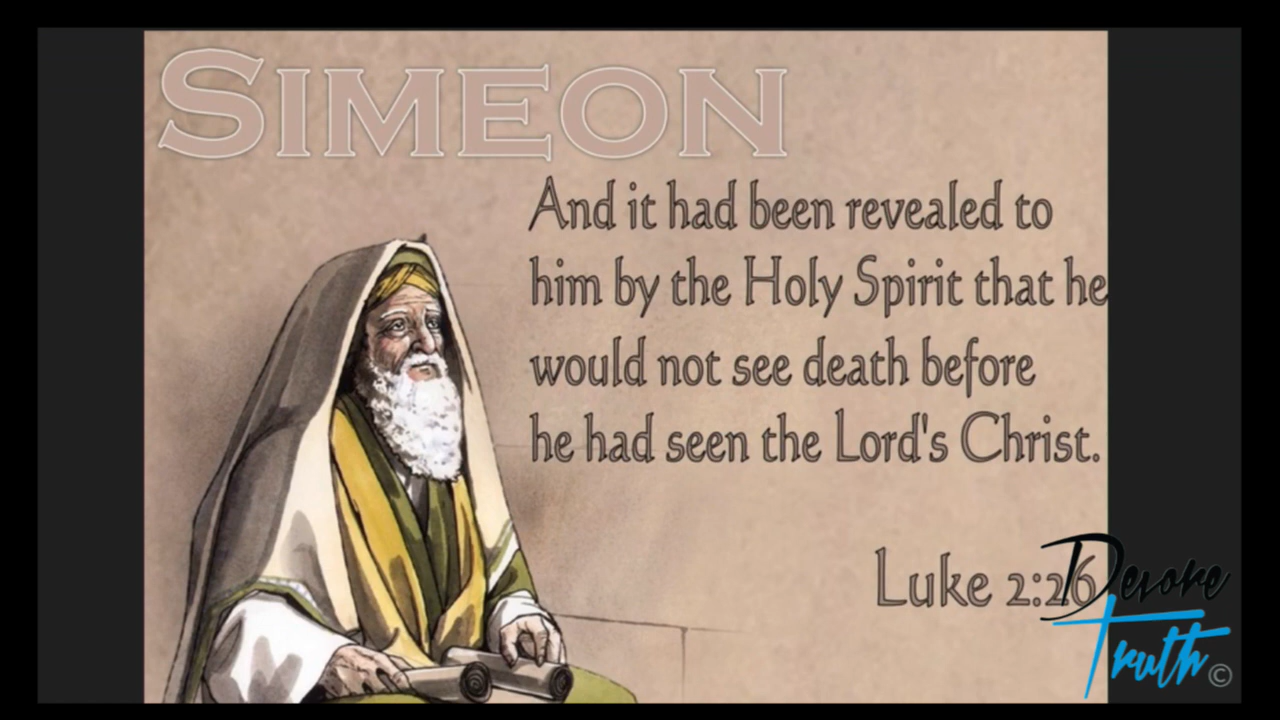 SIMEON
And it had been revealed to
him by the Holy Spirit that he
would not see death before
he had seen the Lord's Christ.
Luke 2:26
Devore
Truth ©